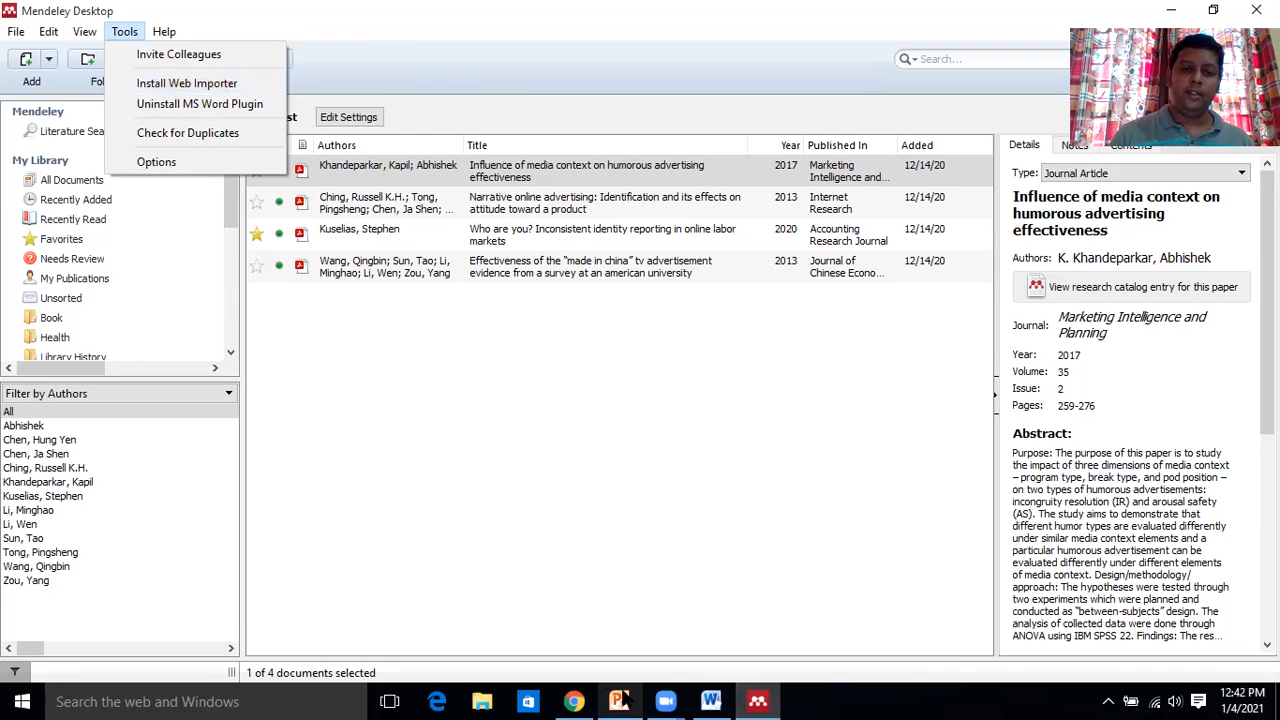 Mendeley Desktop
File Edit View Tools Help
Invite Colleagues
Install Web Importer
Uninstall MS Word Plugin
Check for Duplicates
Options
Add
Search...
Edit Settings
Mendeley
My Library
All Documents
Recently Added
Recently Read
Favorites
Needs Review
My Publications
Unsorted
Book
Health
Library History
Filter by Authors
All
Abhishek
Chen, Hung Yen
Chen, Ja Shen
Ching, Russell K.H.
Khandeparkar, Kapil
Kuselias, Stephen
Li, Minghao
Li, Wen
Sun, Tao
Tong, Pingsheng
Wang, Qingbin
Zou, Yang
Authors Title Year Published In Added
Khandeparkar, Kapil; Abhishek Influence of media context on humorous advertising 2017 Marketing 12/14/20
effectiveness Intelligence and...
Ching, Russell K.H.; Tong, Narrative online advertising: Identification and its effects on 2013 Internet 12/14/20
Pingsheng; Chen, Ja Shen; ... attitude toward a product Research
Kuselias, Stephen Who are you? Inconsistent identity reporting in online labor 2020 Accounting 12/14/20
markets Research Journal
Wang, Qingbin; Sun, Tao; Li, Effectiveness of the “made in china” tv advertisement 2013 Journal of 12/14/20
Minghao; Li, Wen; Zou, Yang evidence from a survey at an american university Chinese Econo...
1 of 4 documents selected
Details
Type: Journal Article
Influence of media context on
humorous advertising
effectiveness
Authors: K. Khandeparkar, Abhishek
View research catalog entry for this paper
Journal: Marketing Intelligence and
Planning
Year: 2017
Volume: 35
Issue: 2
Pages: 259-276
Abstract:
Purpose: The purpose of this paper is to study
the impact of three dimensions of media context
– program type, break type, and pod position –
on two types of humorous advertisements:
incongruity resolution (IR) and arousal safety
(AS). The study aims to demonstrate that
different humor types are evaluated differently
under similar media context elements and a
particular humorous advertisement can be
evaluated differently under different elements
of media context. Design/methodology/
approach: The hypotheses were tested through
two experiments which were planned and
conducted as “between-subjects” design. The
analysis of collected data were done through
ANOVA using IBM SPSS 22. Findings: The res...
Search the web and Windows
12:42 PM
1/4/2021